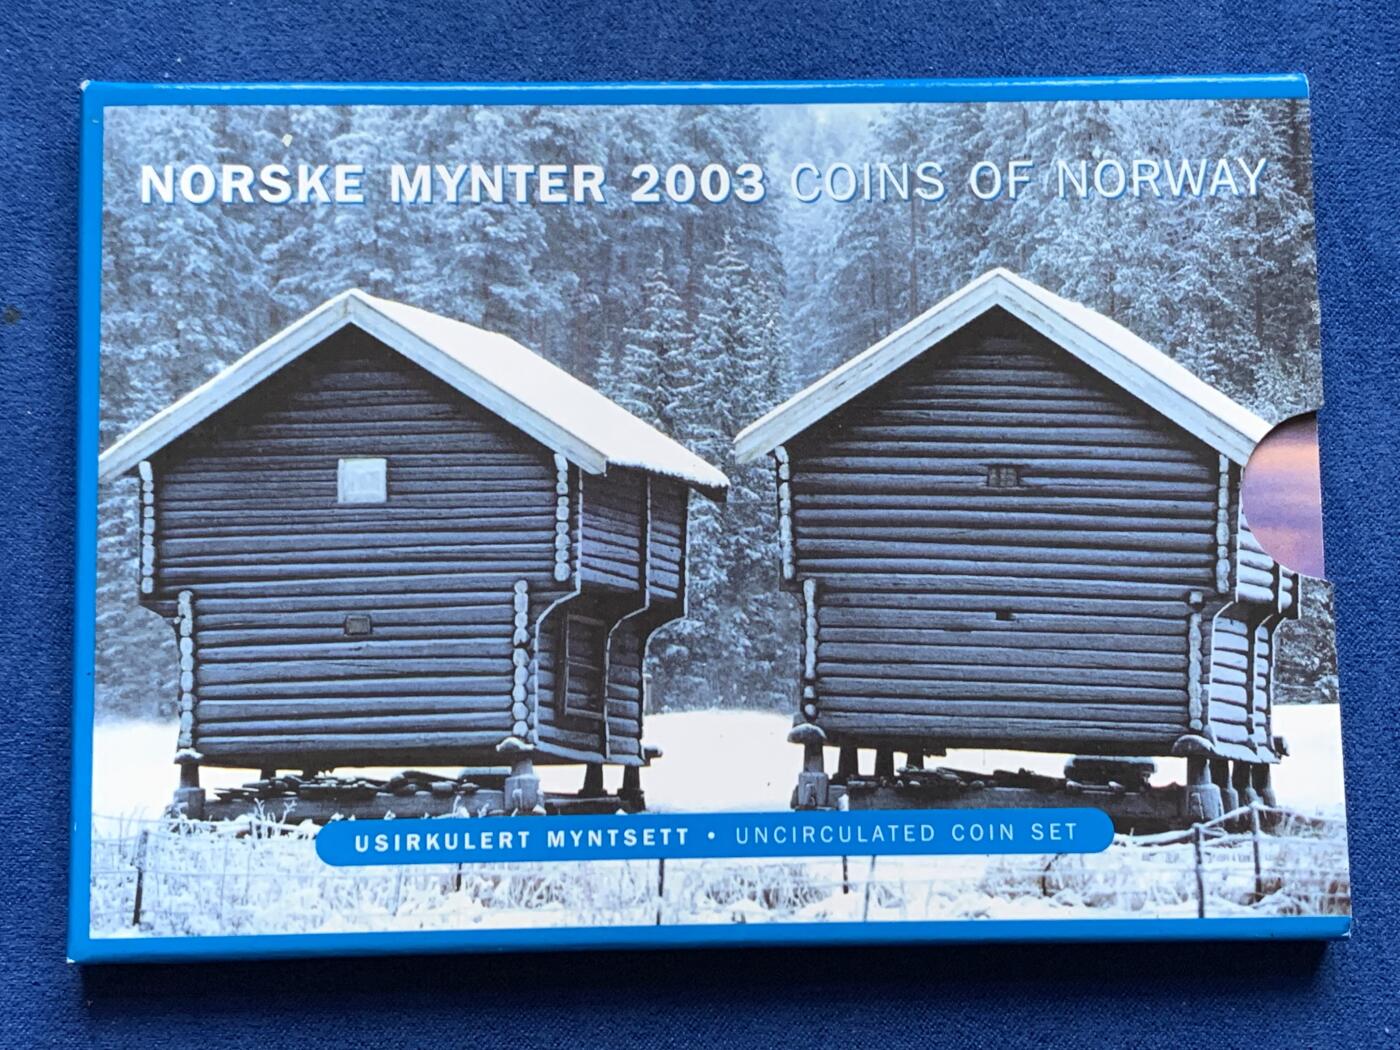 NORSKE MYNTER 2003 COINS OF NORWAY
USIRKULERT MYNTSETT • UNCIRCULATED COIN SET